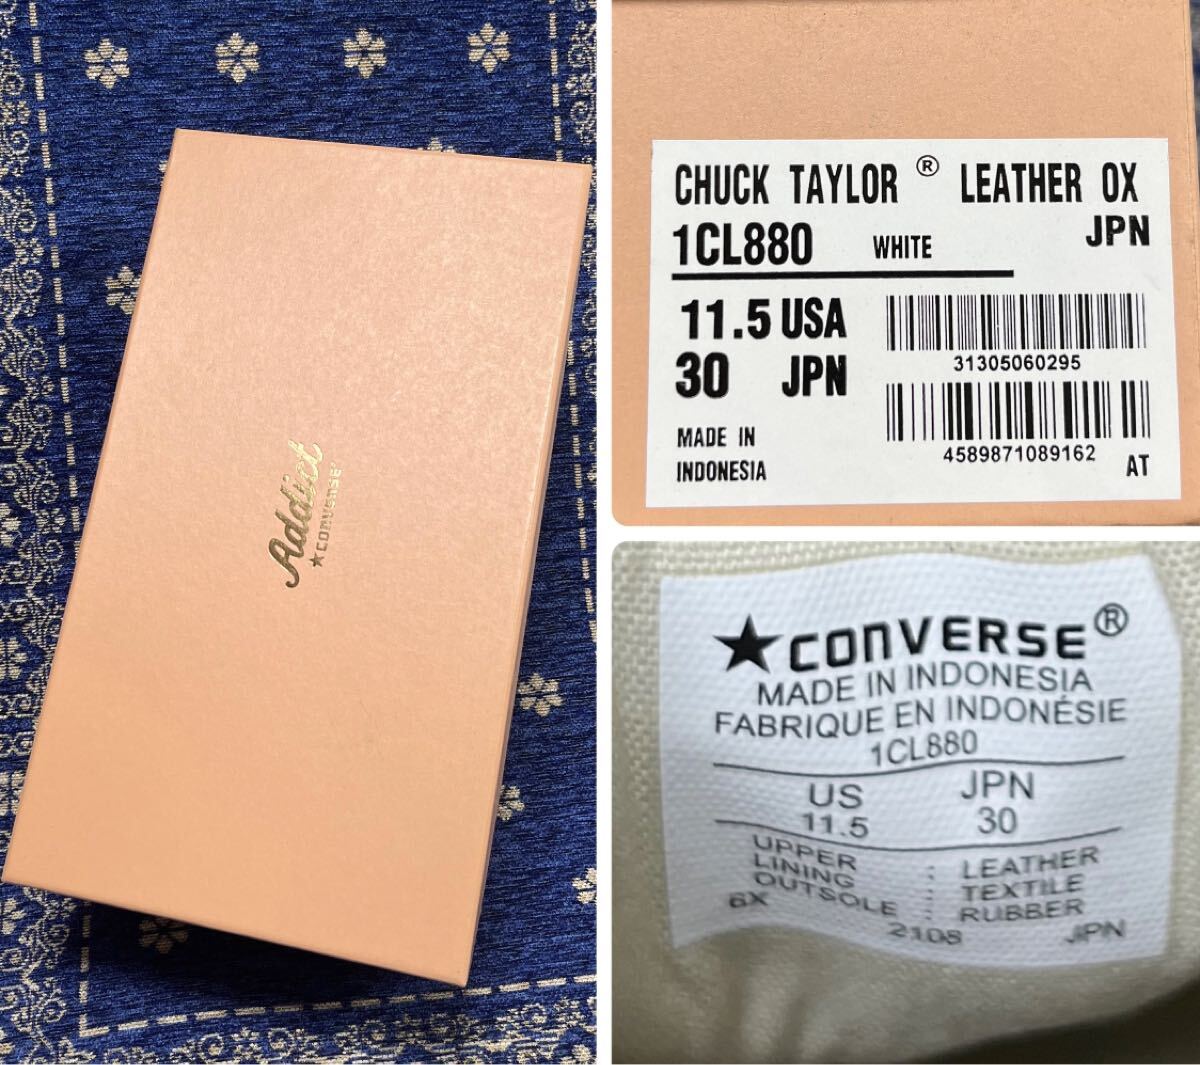 Addict
★CONVERSE®
CHUCK TAYLOR ® LEATHER OX
1CL880 WHITE JPN
11.5 USA
30 JPN
31305060295
4589871089162
MADE IN
INDONESIA
AT
★CONVERSE®
MADE IN INDONESIA
FABRIQUE EN INDONÉSIE
1CL880
US JPN
11.5 30
UPPER : LEATHER
LINING : TEXTILE
OUTSOLE : RUBBER
6X 2108 JPN